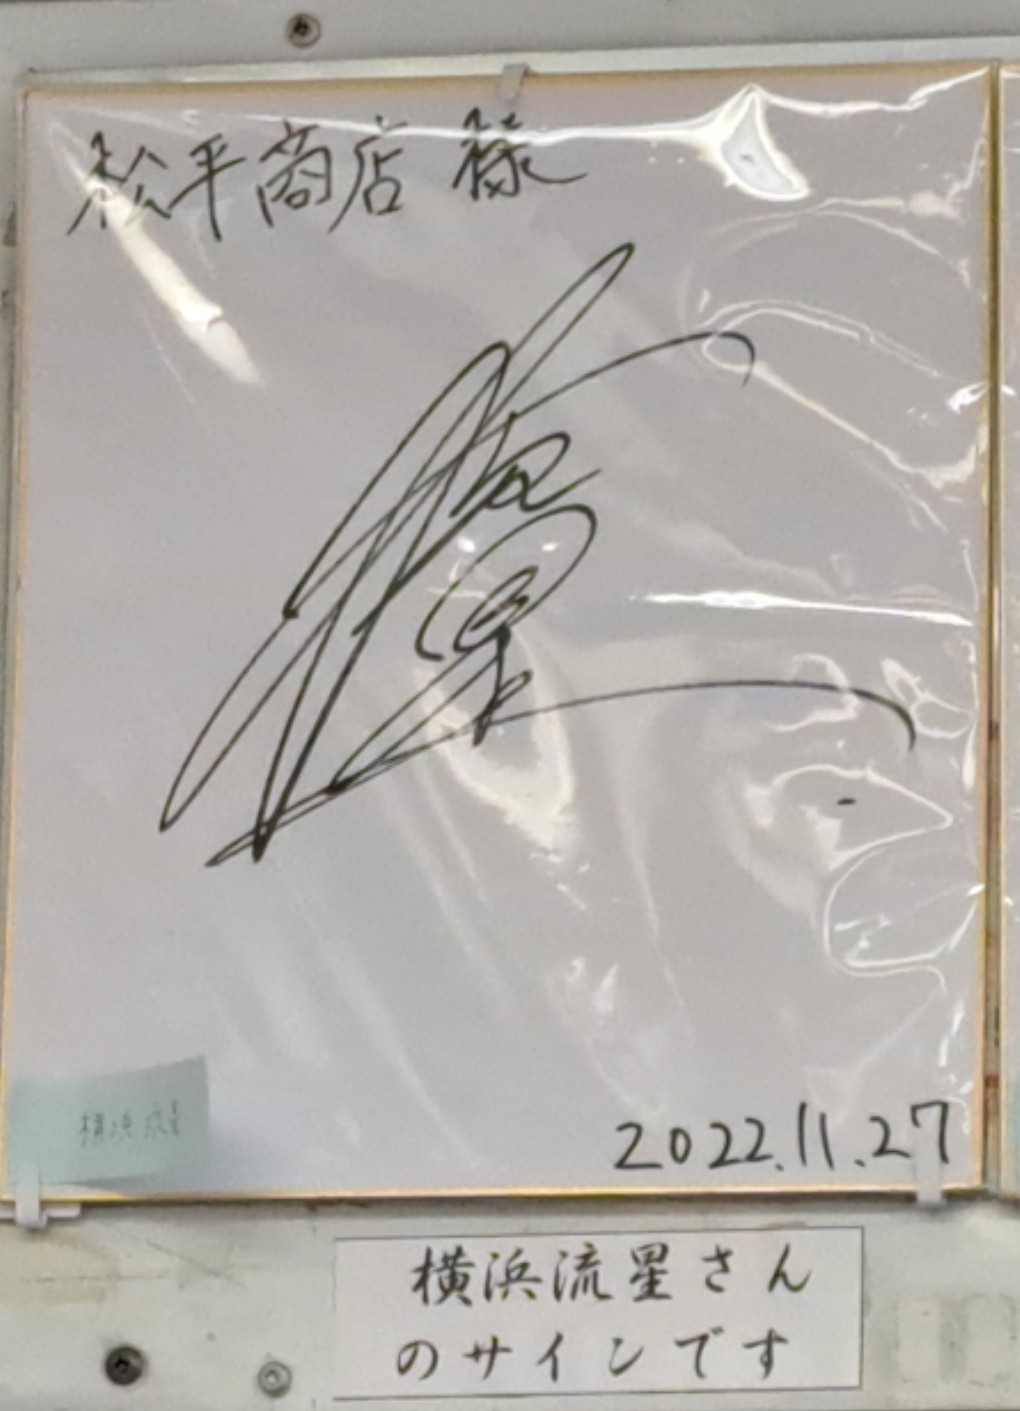 松平商店 様
2022.11.27
横浜流星
横浜流星さん
のサインです